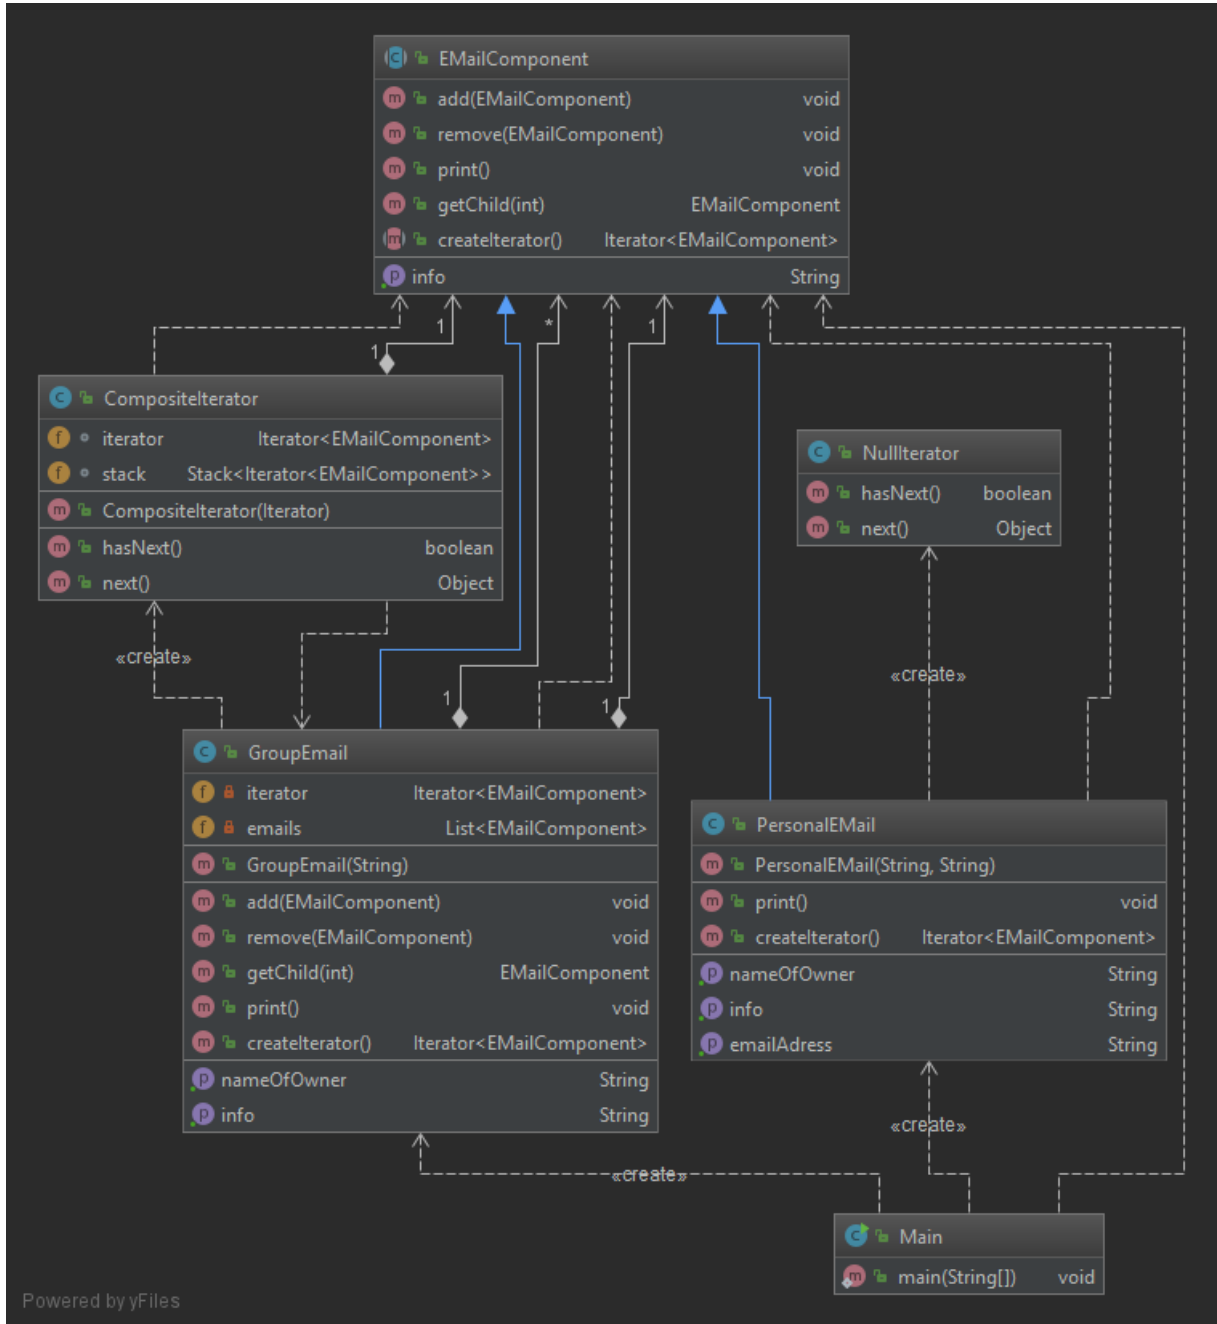 EMailComponent
add(EMailComponent) void
remove(EMailComponent) void
print() void
getChild(int) EMailComponent
createIterator() Iterator<EMailComponent>
info String
1 * 1
1
CompositeIterator
iterator Iterator<EMailComponent>
stack Stack<Iterator<EMailComponent>>
CompositeIterator(Iterator)
hasNext() boolean
next() Object
NullIterator
hasNext() boolean
next() Object
«create»
«create»
1 1
GroupEmail
iterator Iterator<EMailComponent>
emails List<EMailComponent>
GroupEmail(String)
add(EMailComponent) void
remove(EMailComponent) void
getChild(int) EMailComponent
print() void
createIterator() Iterator<EMailComponent>
nameOfOwner String
info String
PersonalEMail
PersonalEMail(String, String)
print() void
createIterator() Iterator<EMailComponent>
nameOfOwner String
info String
emailAdress String
«create»
«create»
Main
main(String[]) void
Powered by yFiles